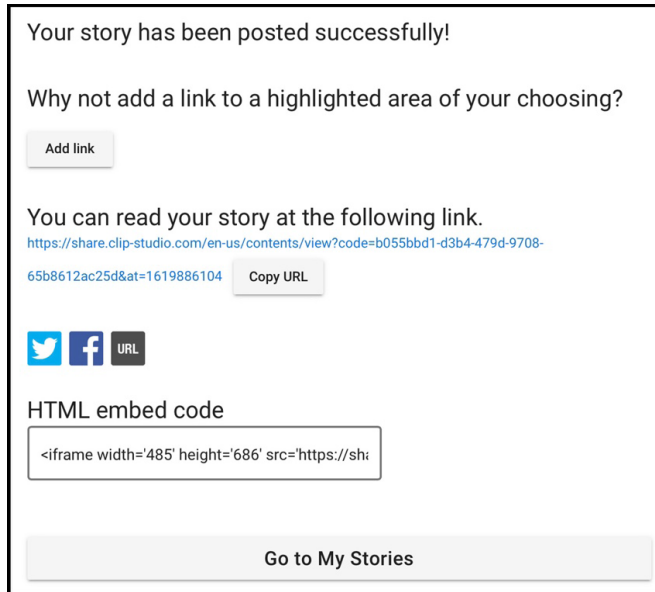 Your story has been posted successfully!
Why not add a link to a highlighted area of your choosing?
Add link
You can read your story at the following link.
https://share.clip-studio.com/en-us/contents/view?code=b055bbd1-d3b4-479d-9708-
65b8612ac25d&at=1619886104 Copy URL
URL
HTML embed code
<iframe width='485' height='686' src='https://sha
Go to My Stories